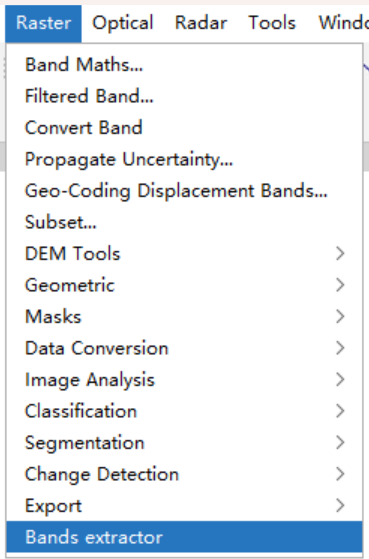 Raster Optical Radar Tools
Band Maths...
Filtered Band...
Convert Band
Propagate Uncertainty...
Geo-Coding Displacement Bands...
Subset...
DEM Tools
Geometric
Masks
Data Conversion
Image Analysis
Classification
Segmentation
Change Detection
Export
Bands extractor